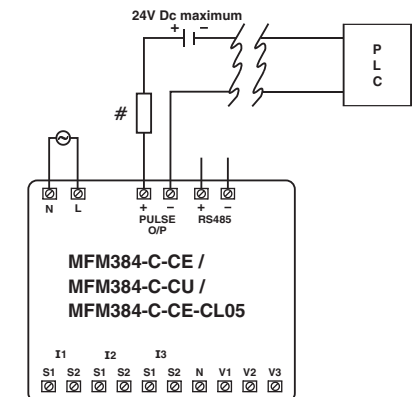 24V Dc maximum
+ −
P
L
C
#
N L + − + −
PULSE RS485
O/P
MFM384-C-CE /
MFM384-C-CU /
MFM384-C-CE-CL05
I1 I2 I3
S1 S2 S1 S2 S1 S2 N V1 V2 V3